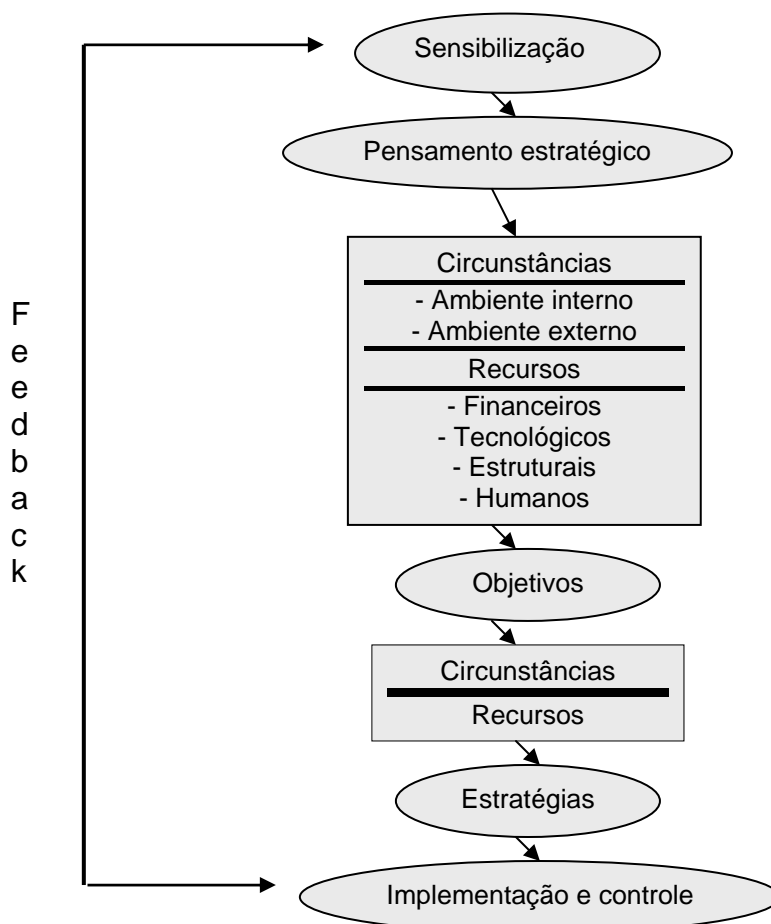 Sensibilização
Pensamento estratégico
Circunstâncias
- Ambiente interno
- Ambiente externo
Recursos
- Financeiros
- Tecnológicos
- Estruturais
- Humanos
Objetivos
Circunstâncias
Recursos
Estratégias
Implementação e controle
Feedback